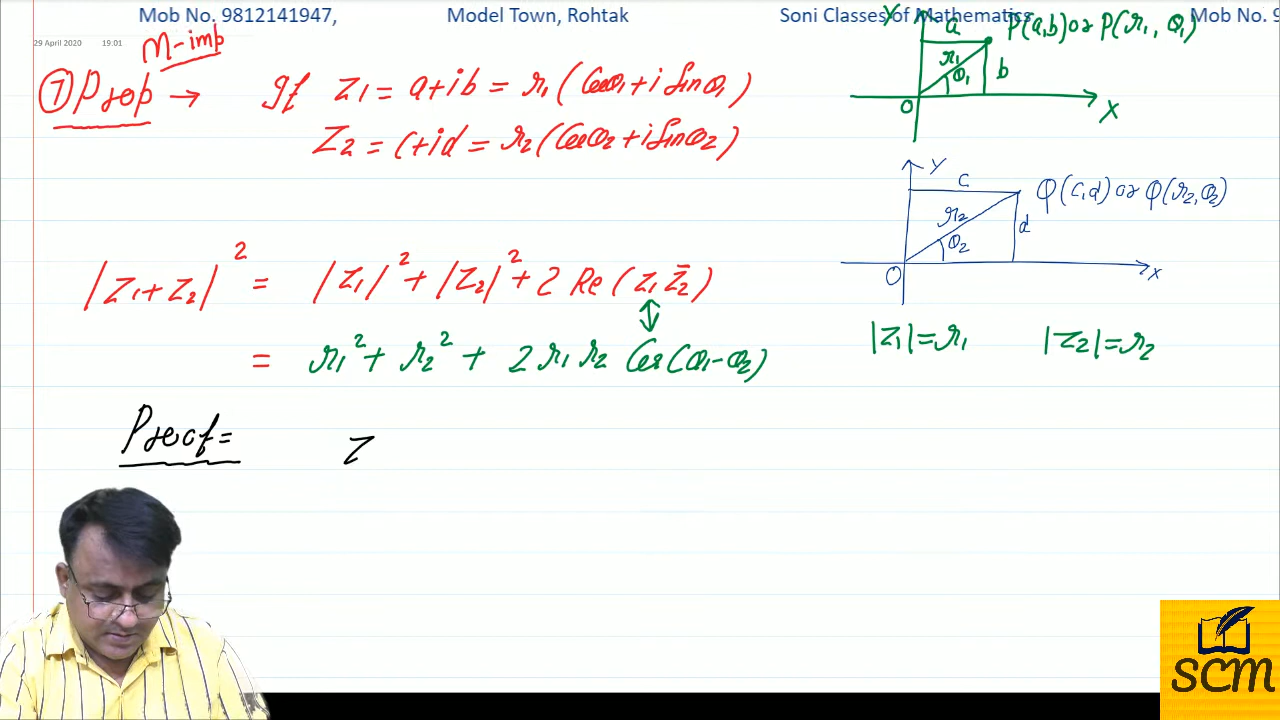 Mob No. 9812141947, Model Town, Rohtak Soni Classes of Mathematics Mob No. 9
29 April 2020 19:01
M-imp
⑦ Prop → If Z1 = a+ib = r1(Cosθ1+i Sinθ1)
Z2 = c+id = r2(Cosθ2+i Sinθ2)
|Z1+Z2|² = |Z1|² + |Z2|² + 2 Re(Z1 Z̄2)
= r1² + r2² + 2 r1 r2 Cos(θ1-θ2)
Proof =
Z
Y
a
P(a,b) or P(r1, θ1)
r1
θ1
b
O
X
Y
c
Q(c,d) or Q(r2,θ2)
r2
θ2
d
O
X
|Z1|=r1 |Z2|=r2
SCM